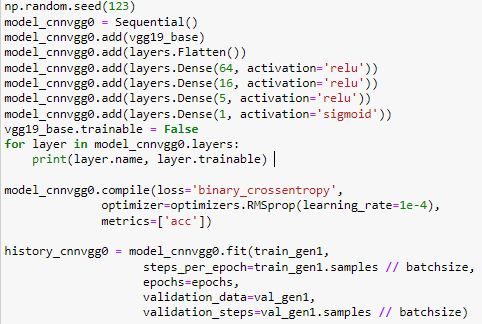 np.random.seed(123)
model_cnnvgg0 = Sequential()
model_cnnvgg0.add(vgg19_base)
model_cnnvgg0.add(layers.Flatten())
model_cnnvgg0.add(layers.Dense(64, activation='relu'))
model_cnnvgg0.add(layers.Dense(16, activation='relu'))
model_cnnvgg0.add(layers.Dense(5, activation='relu'))
model_cnnvgg0.add(layers.Dense(1, activation='sigmoid'))
vgg19_base.trainable = False
for layer in model_cnnvgg0.layers:
    print(layer.name, layer.trainable)
model_cnnvgg0.compile(loss='binary_crossentropy',
              optimizer=optimizers.RMSprop(learning_rate=1e-4),
              metrics=['acc'])
history_cnnvgg0 = model_cnnvgg0.fit(train_gen1,
                    steps_per_epoch=train_gen1.samples // batchsize,
                    epochs=epochs,
                    validation_data=val_gen1,
                    validation_steps=val_gen1.samples // batchsize)